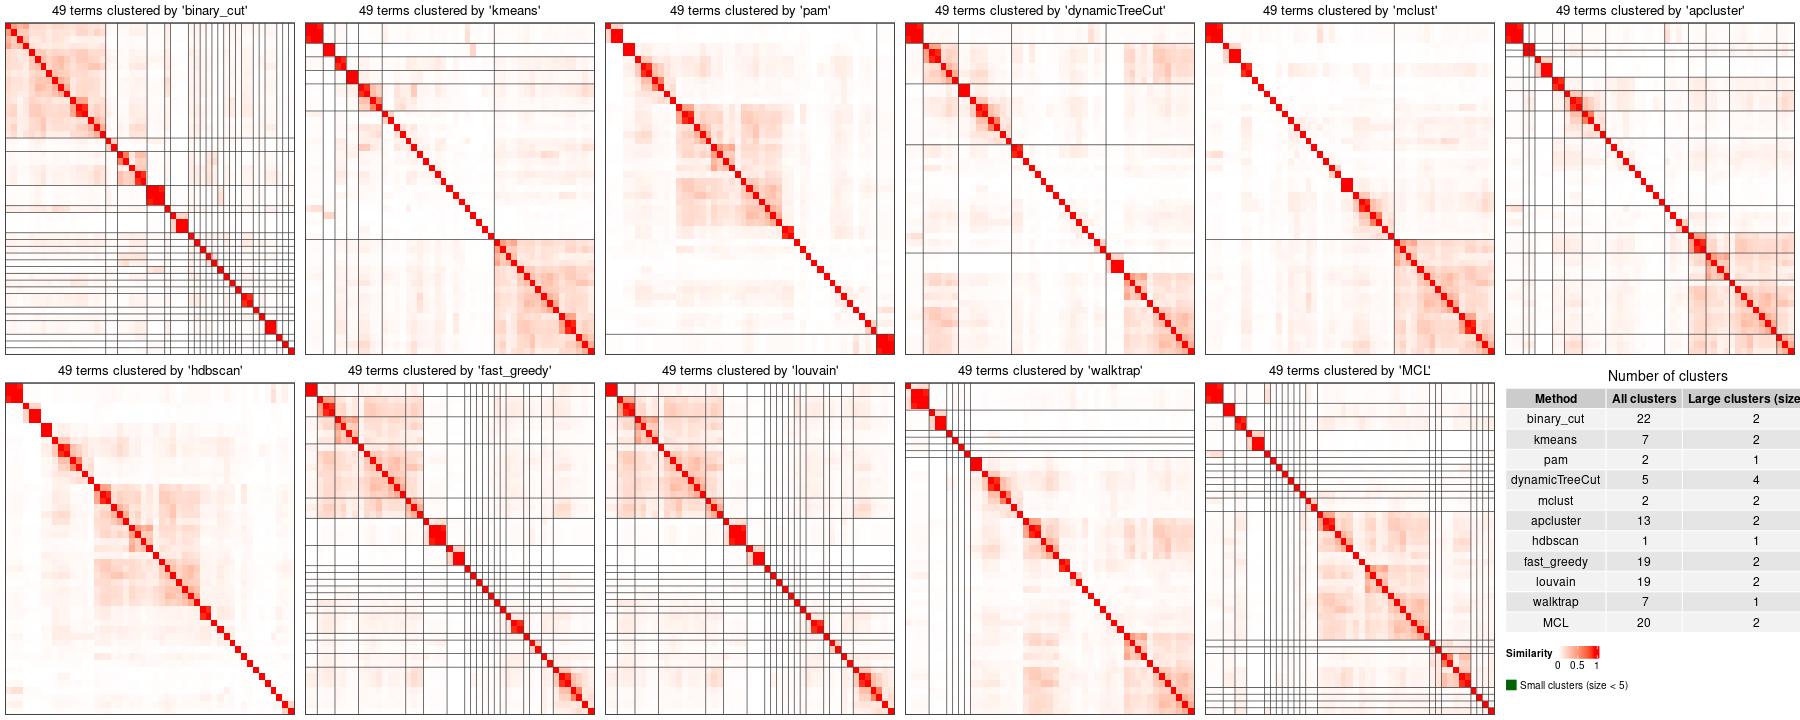 49 terms clustered by 'binary_cut'
49 terms clustered by 'kmeans'
49 terms clustered by 'pam'
49 terms clustered by 'dynamicTreeCut'
49 terms clustered by 'mclust'
49 terms clustered by 'apcluster'
49 terms clustered by 'hdbscan'
49 terms clustered by 'fast_greedy'
49 terms clustered by 'louvain'
49 terms clustered by 'walktrap'
49 terms clustered by 'MCL'
Number of clusters
Method All clusters Large clusters (size
binary_cut 22 2
kmeans 7 2
pam 2 1
dynamicTreeCut 5 4
mclust 2 2
apcluster 13 2
hdbscan 1 1
fast_greedy 19 2
louvain 19 2
walktrap 7 1
MCL 20 2
Similarity
0 0.5 1
Small clusters (size < 5)